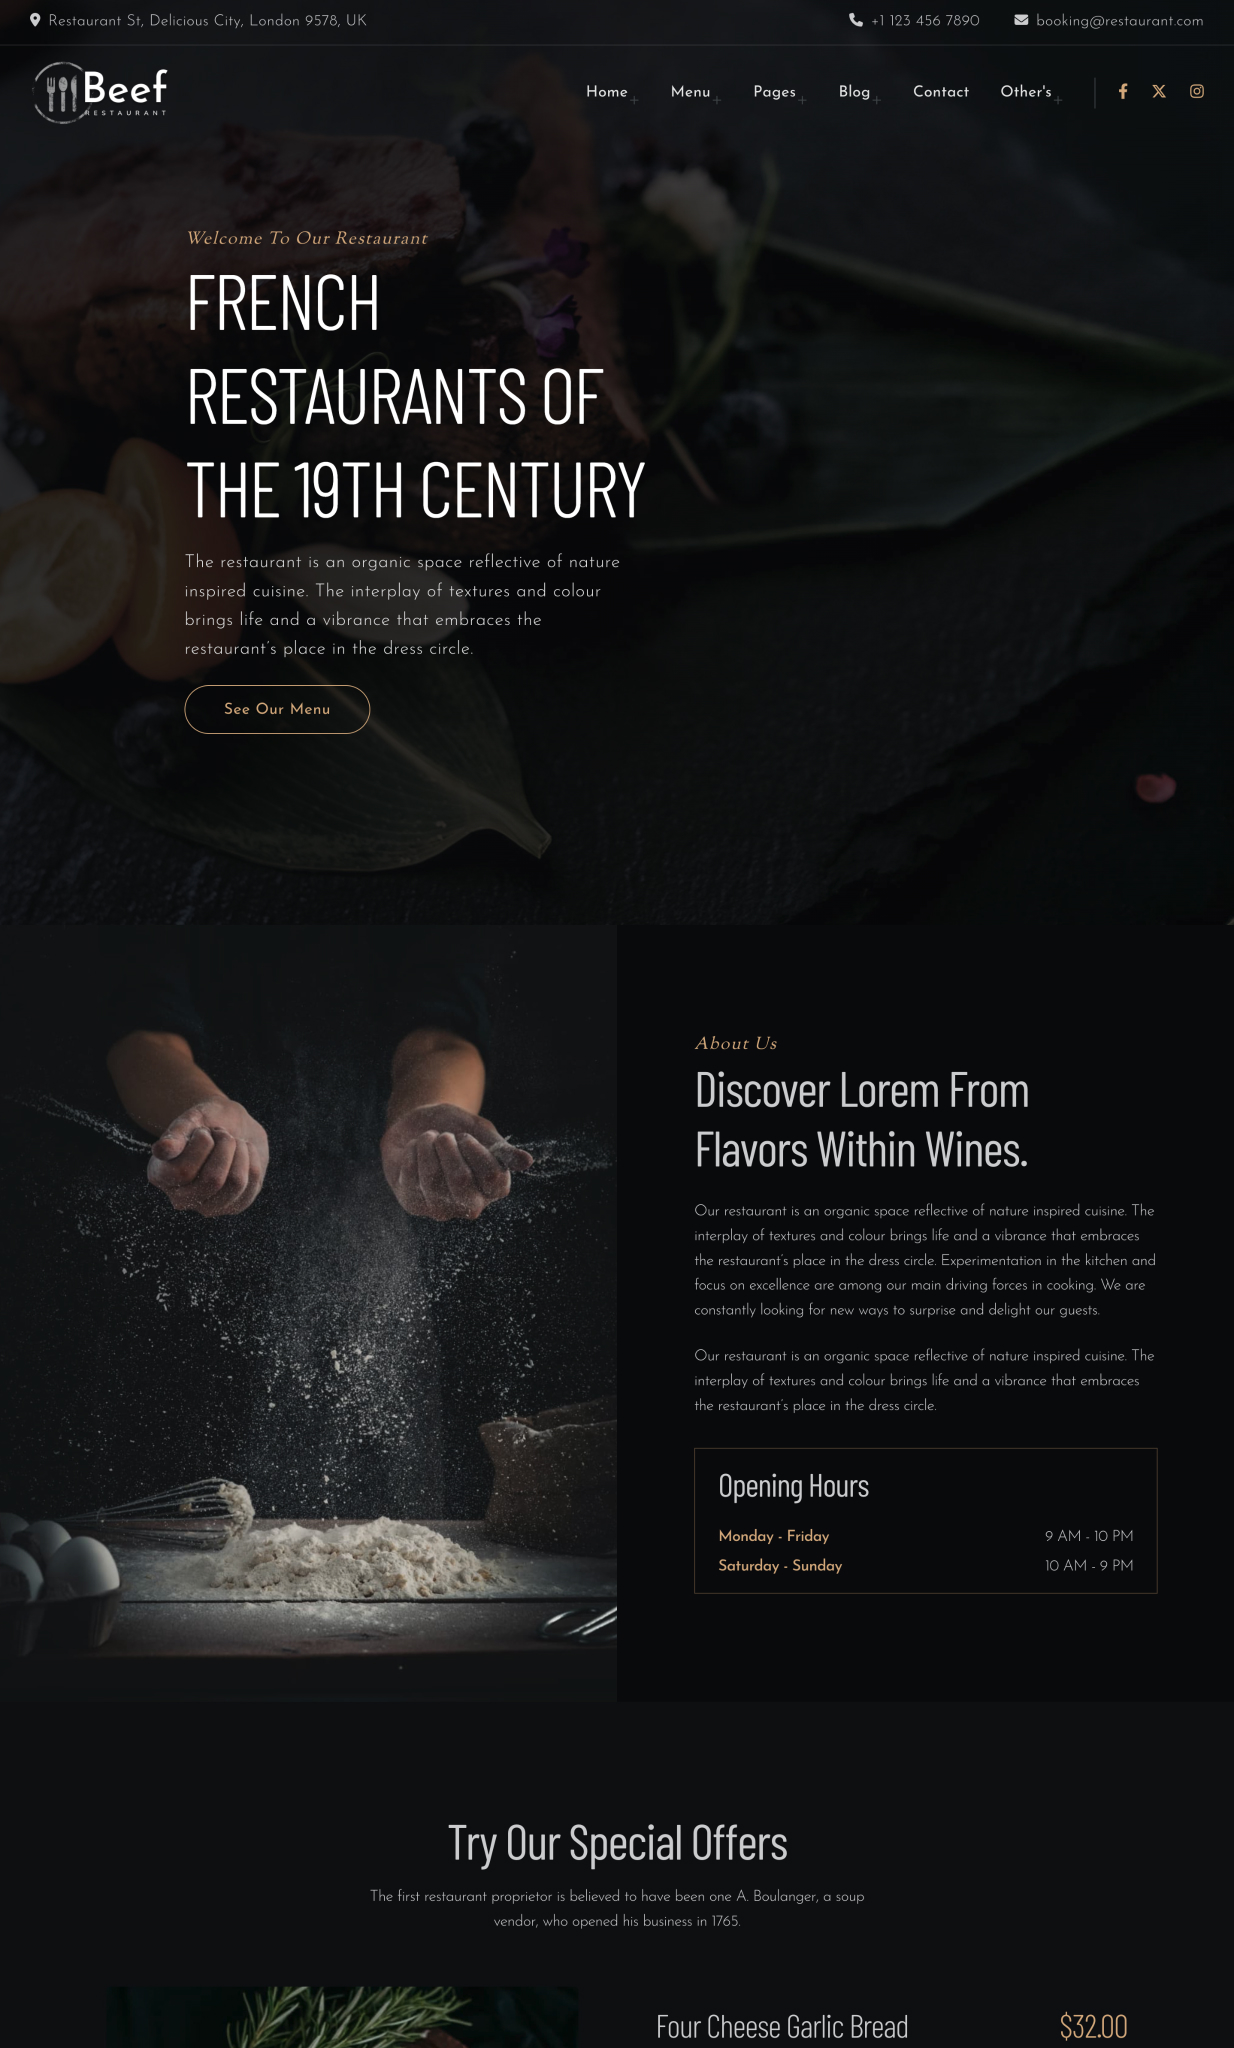 Restaurant St, Delicious City, London 9578, UK
+1 123 456 7890
booking@restaurant.com
Beef
RESTAURANT
Home
Menu
Pages
Blog
Contact
Other's
Welcome To Our Restaurant
FRENCH
RESTAURANTS OF
THE 19TH CENTURY
The restaurant is an organic space reflective of nature
inspired cuisine. The interplay of textures and colour
brings life and a vibrance that embraces the
restaurant's place in the dress circle.
See Our Menu
About Us
Discover Lorem From
Flavors Within Wines.
Our restaurant is an organic space reflective of nature inspired cuisine. The
interplay of textures and colour brings life and a vibrance that embraces
the restaurant's place in the dress circle. Experimentation in the kitchen and
focus on excellence are among our main driving forces in cooking. We are
constantly looking for new ways to surprise and delight our guests.
Our restaurant is an organic space reflective of nature inspired cuisine. The
interplay of textures and colour brings life and a vibrance that embraces
the restaurant's place in the dress circle.
Opening Hours
Monday - Friday 9 AM - 10 PM
Saturday - Sunday 10 AM - 9 PM
Try Our Special Offers
The first restaurant proprietor is believed to have been one A. Boulanger, a soup
vendor, who opened his business in 1765.
Four Cheese Garlic Bread $32.00